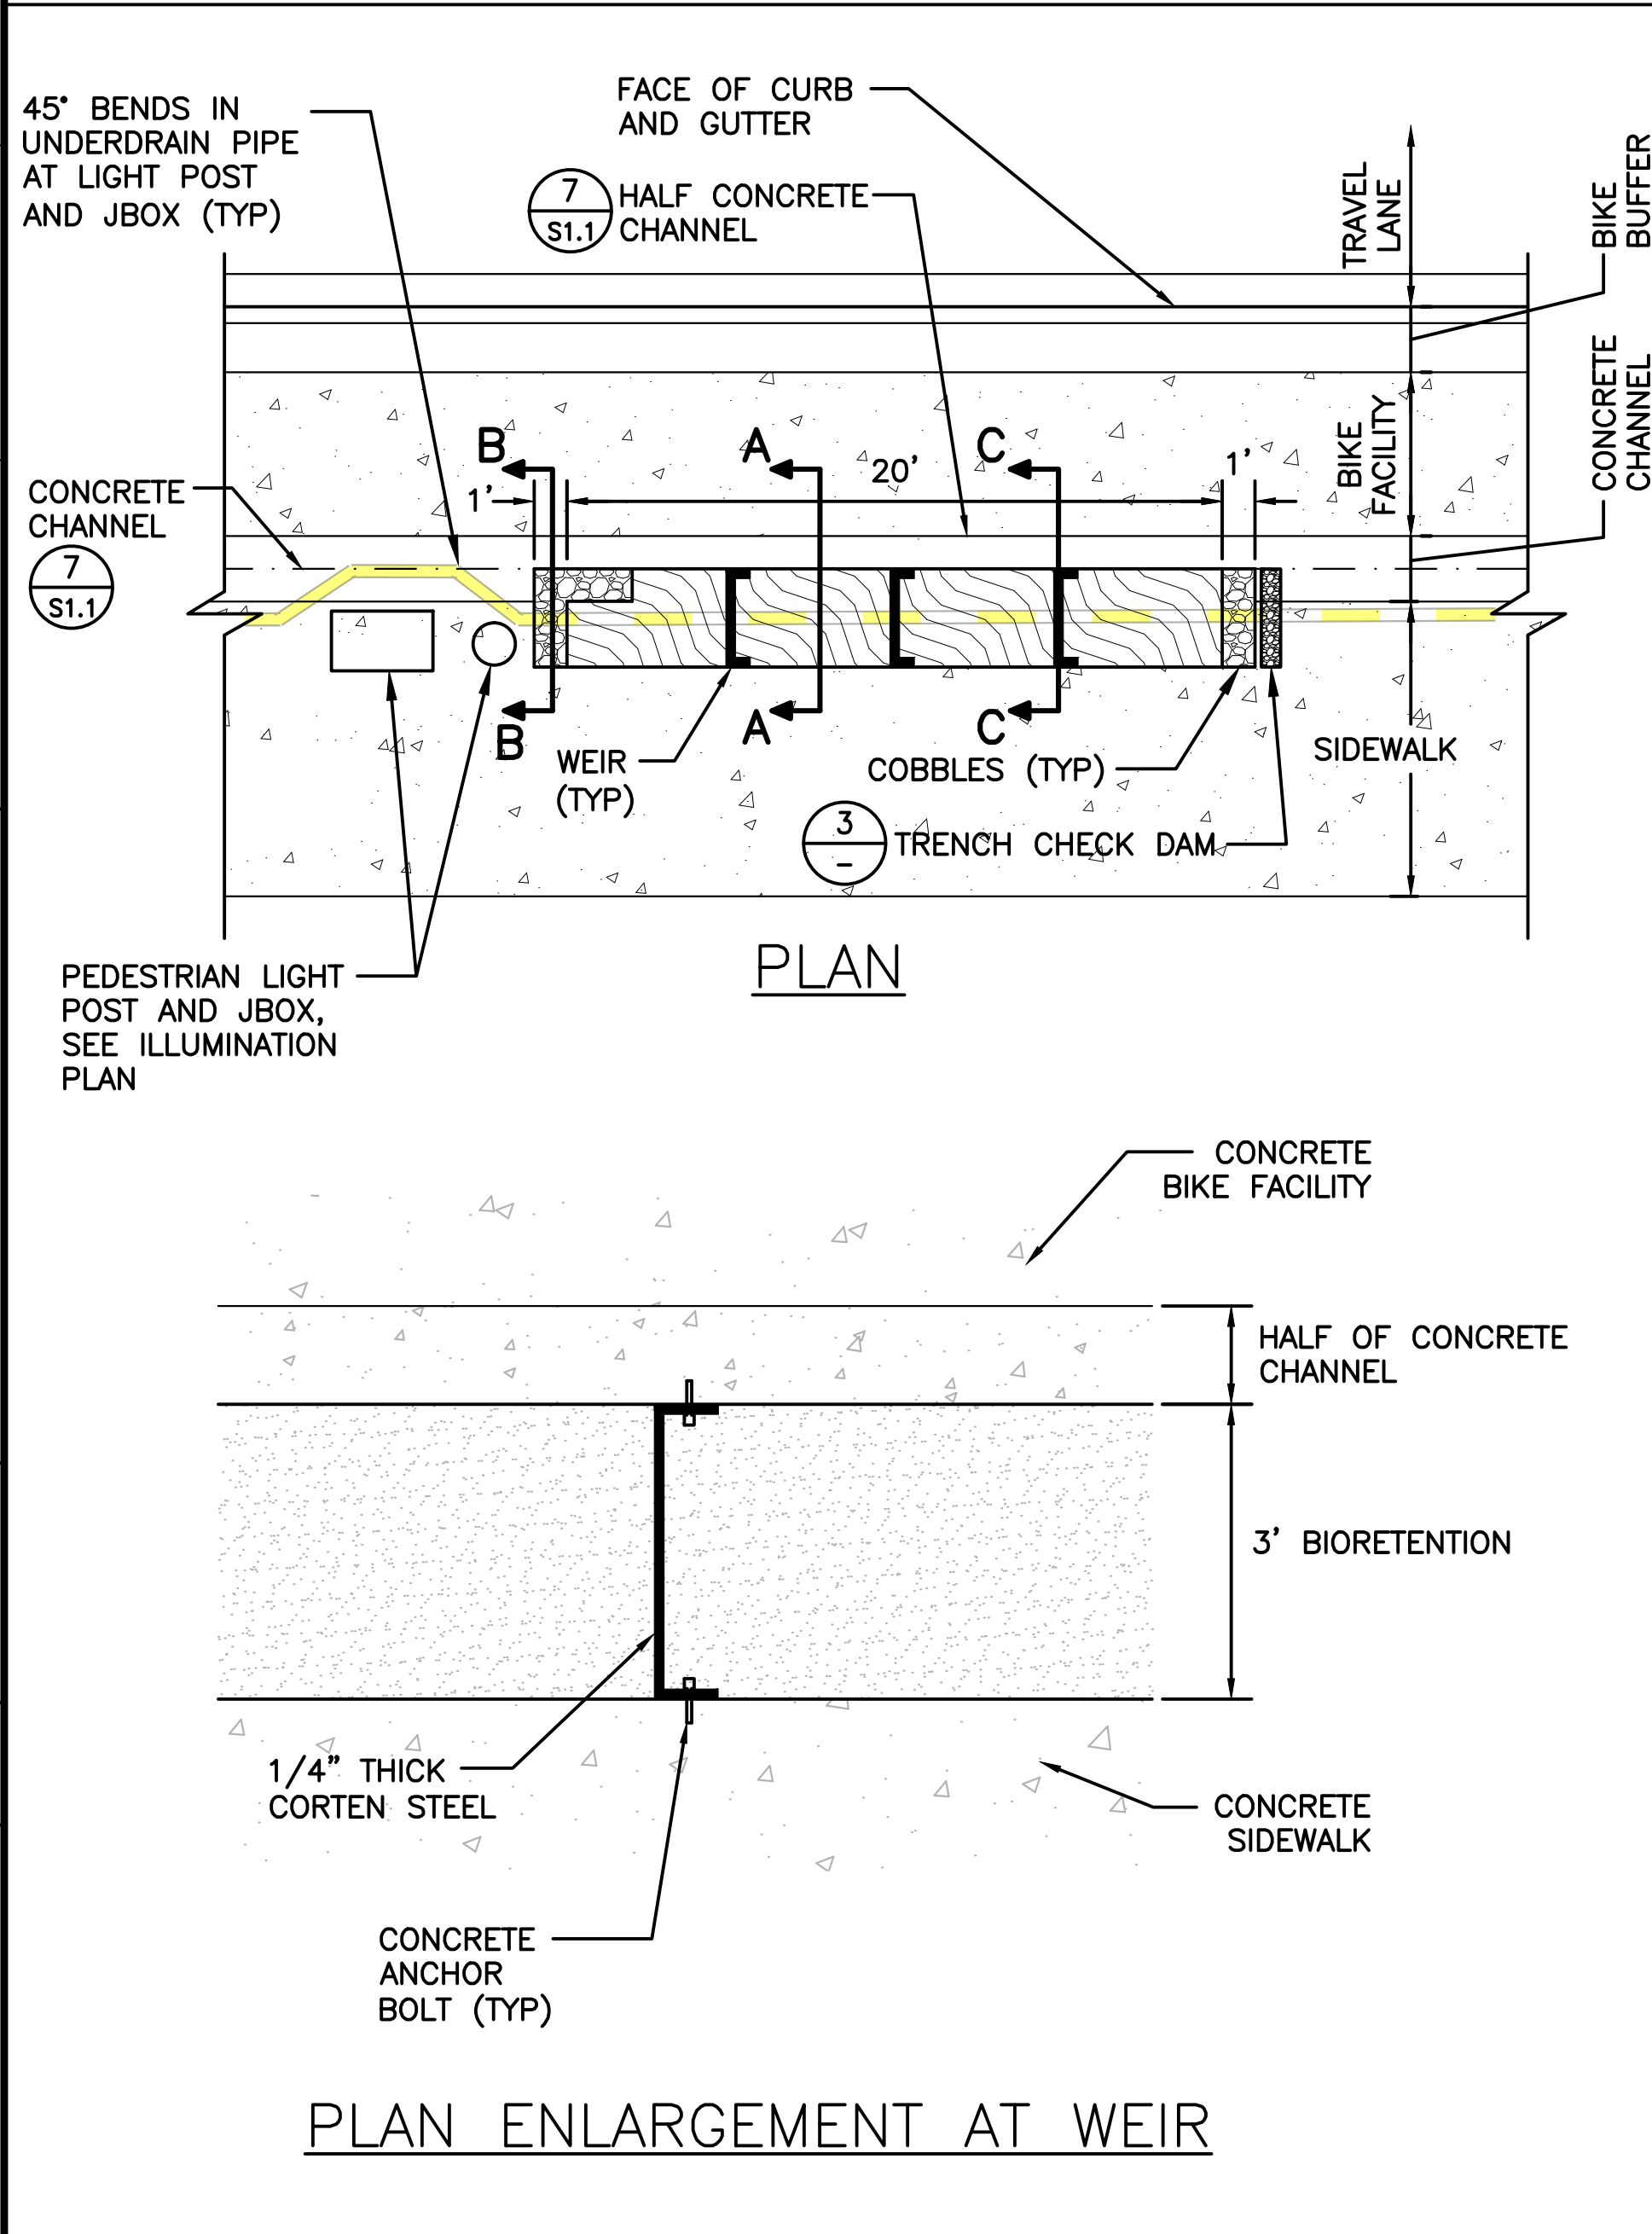 45° BENDS IN
UNDERDRAIN PIPE
AT LIGHT POST
AND JBOX (TYP)
FACE OF CURB
AND GUTTER
7
S1.1
HALF CONCRETE
CHANNEL
TRAVEL
LANE
BIKE
BUFFER
CONCRETE
CHANNEL
7
S1.1
B
A
C
1'
20'
1'
BIKE
FACILITY
CONCRETE
CHANNEL
B
A
C
WEIR
(TYP)
COBBLES (TYP)
SIDEWALK
3
–
TRENCH CHECK DAM
PEDESTRIAN LIGHT
POST AND JBOX,
SEE ILLUMINATION
PLAN
PLAN
CONCRETE
BIKE FACILITY
HALF OF CONCRETE
CHANNEL
3' BIORETENTION
1/4" THICK
CORTEN STEEL
CONCRETE
SIDEWALK
CONCRETE
ANCHOR
BOLT (TYP)
PLAN ENLARGEMENT AT WEIR